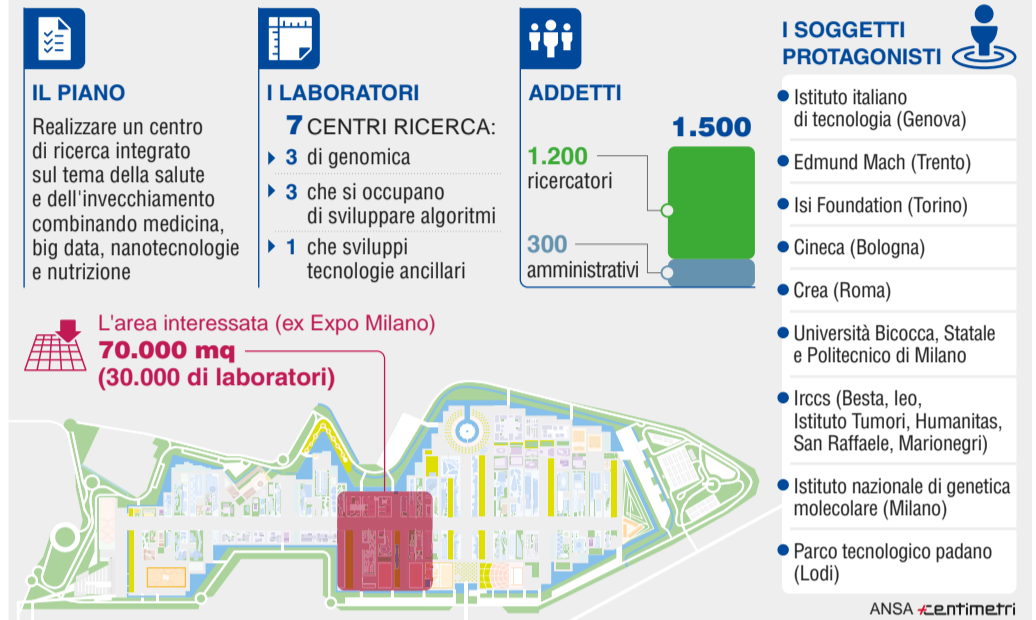 IL PIANO
Realizzare un centro
di ricerca integrato
sul tema della salute
e dell'invecchiamento
combinando medicina,
big data, nanotecnologie
e nutrizione
I LABORATORI
7 CENTRI RICERCA:
3 di genomica
3 che si occupano
di sviluppare algoritmi
1 che sviluppi
tecnologie ancillari
ADDETTI
1.500
1.200
ricercatori
300
amministrativi
I SOGGETTI
PROTAGONISTI
Istituto italiano
di tecnologia (Genova)
Edmund Mach (Trento)
Isi Foundation (Torino)
Cineca (Bologna)
Crea (Roma)
Università Bicocca, Statale
e Politecnico di Milano
Irccs (Besta, Ieo,
Istituto Tumori, Humanitas,
San Raffaele, Marionegri)
Istituto nazionale di genetica
molecolare (Milano)
Parco tecnologico padano
(Lodi)
L'area interessata (ex Expo Milano)
70.000 mq
(30.000 di laboratori)
ANSA centimetri